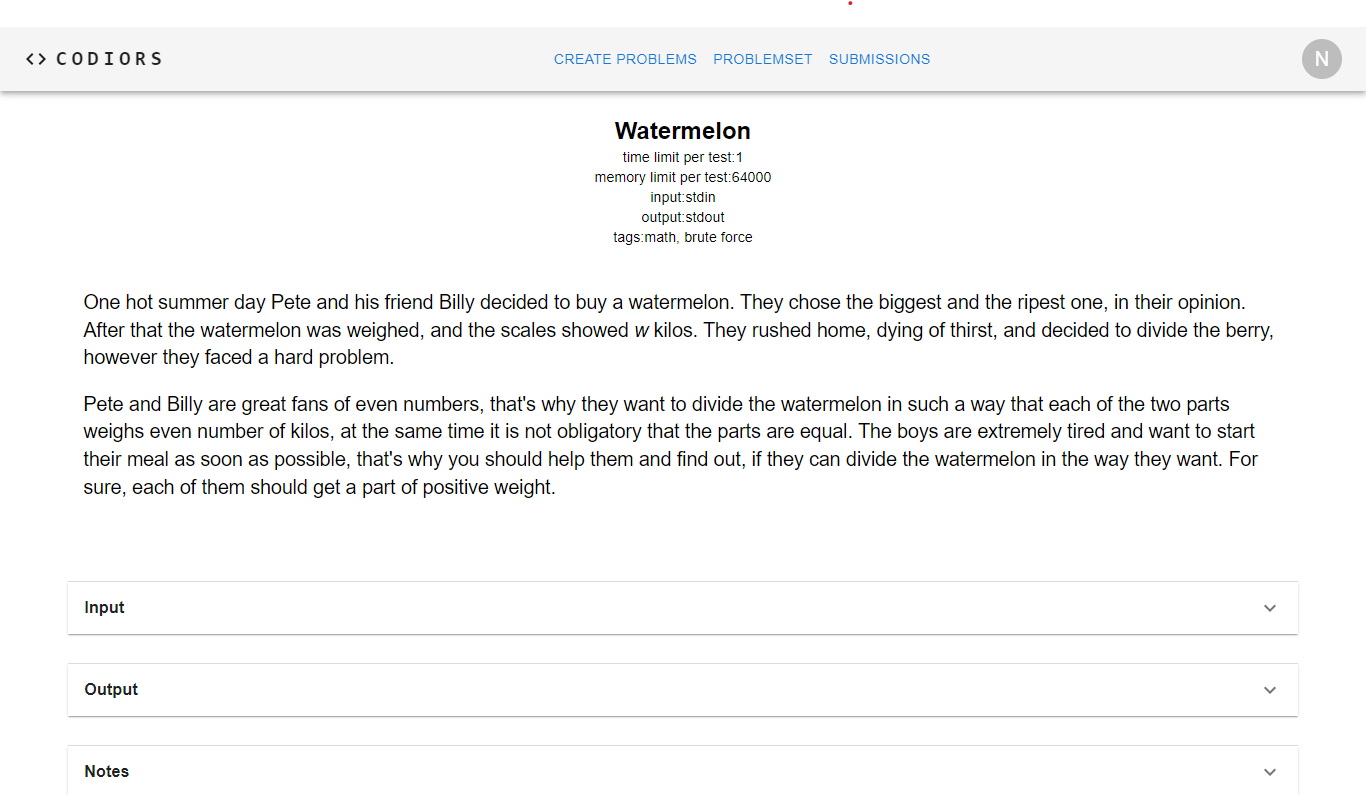 <> CODIORS
CREATE PROBLEMS PROBLEMSET SUBMISSIONS
N
Watermelon
time limit per test:1
memory limit per test:64000
input:stdin
output:stdout
tags:math, brute force
One hot summer day Pete and his friend Billy decided to buy a watermelon. They chose the biggest and the ripest one, in their opinion.
After that the watermelon was weighed, and the scales showed w kilos. They rushed home, dying of thirst, and decided to divide the berry,
however they faced a hard problem.
Pete and Billy are great fans of even numbers, that's why they want to divide the watermelon in such a way that each of the two parts
weighs even number of kilos, at the same time it is not obligatory that the parts are equal. The boys are extremely tired and want to start
their meal as soon as possible, that's why you should help them and find out, if they can divide the watermelon in the way they want. For
sure, each of them should get a part of positive weight.
Input
Output
Notes